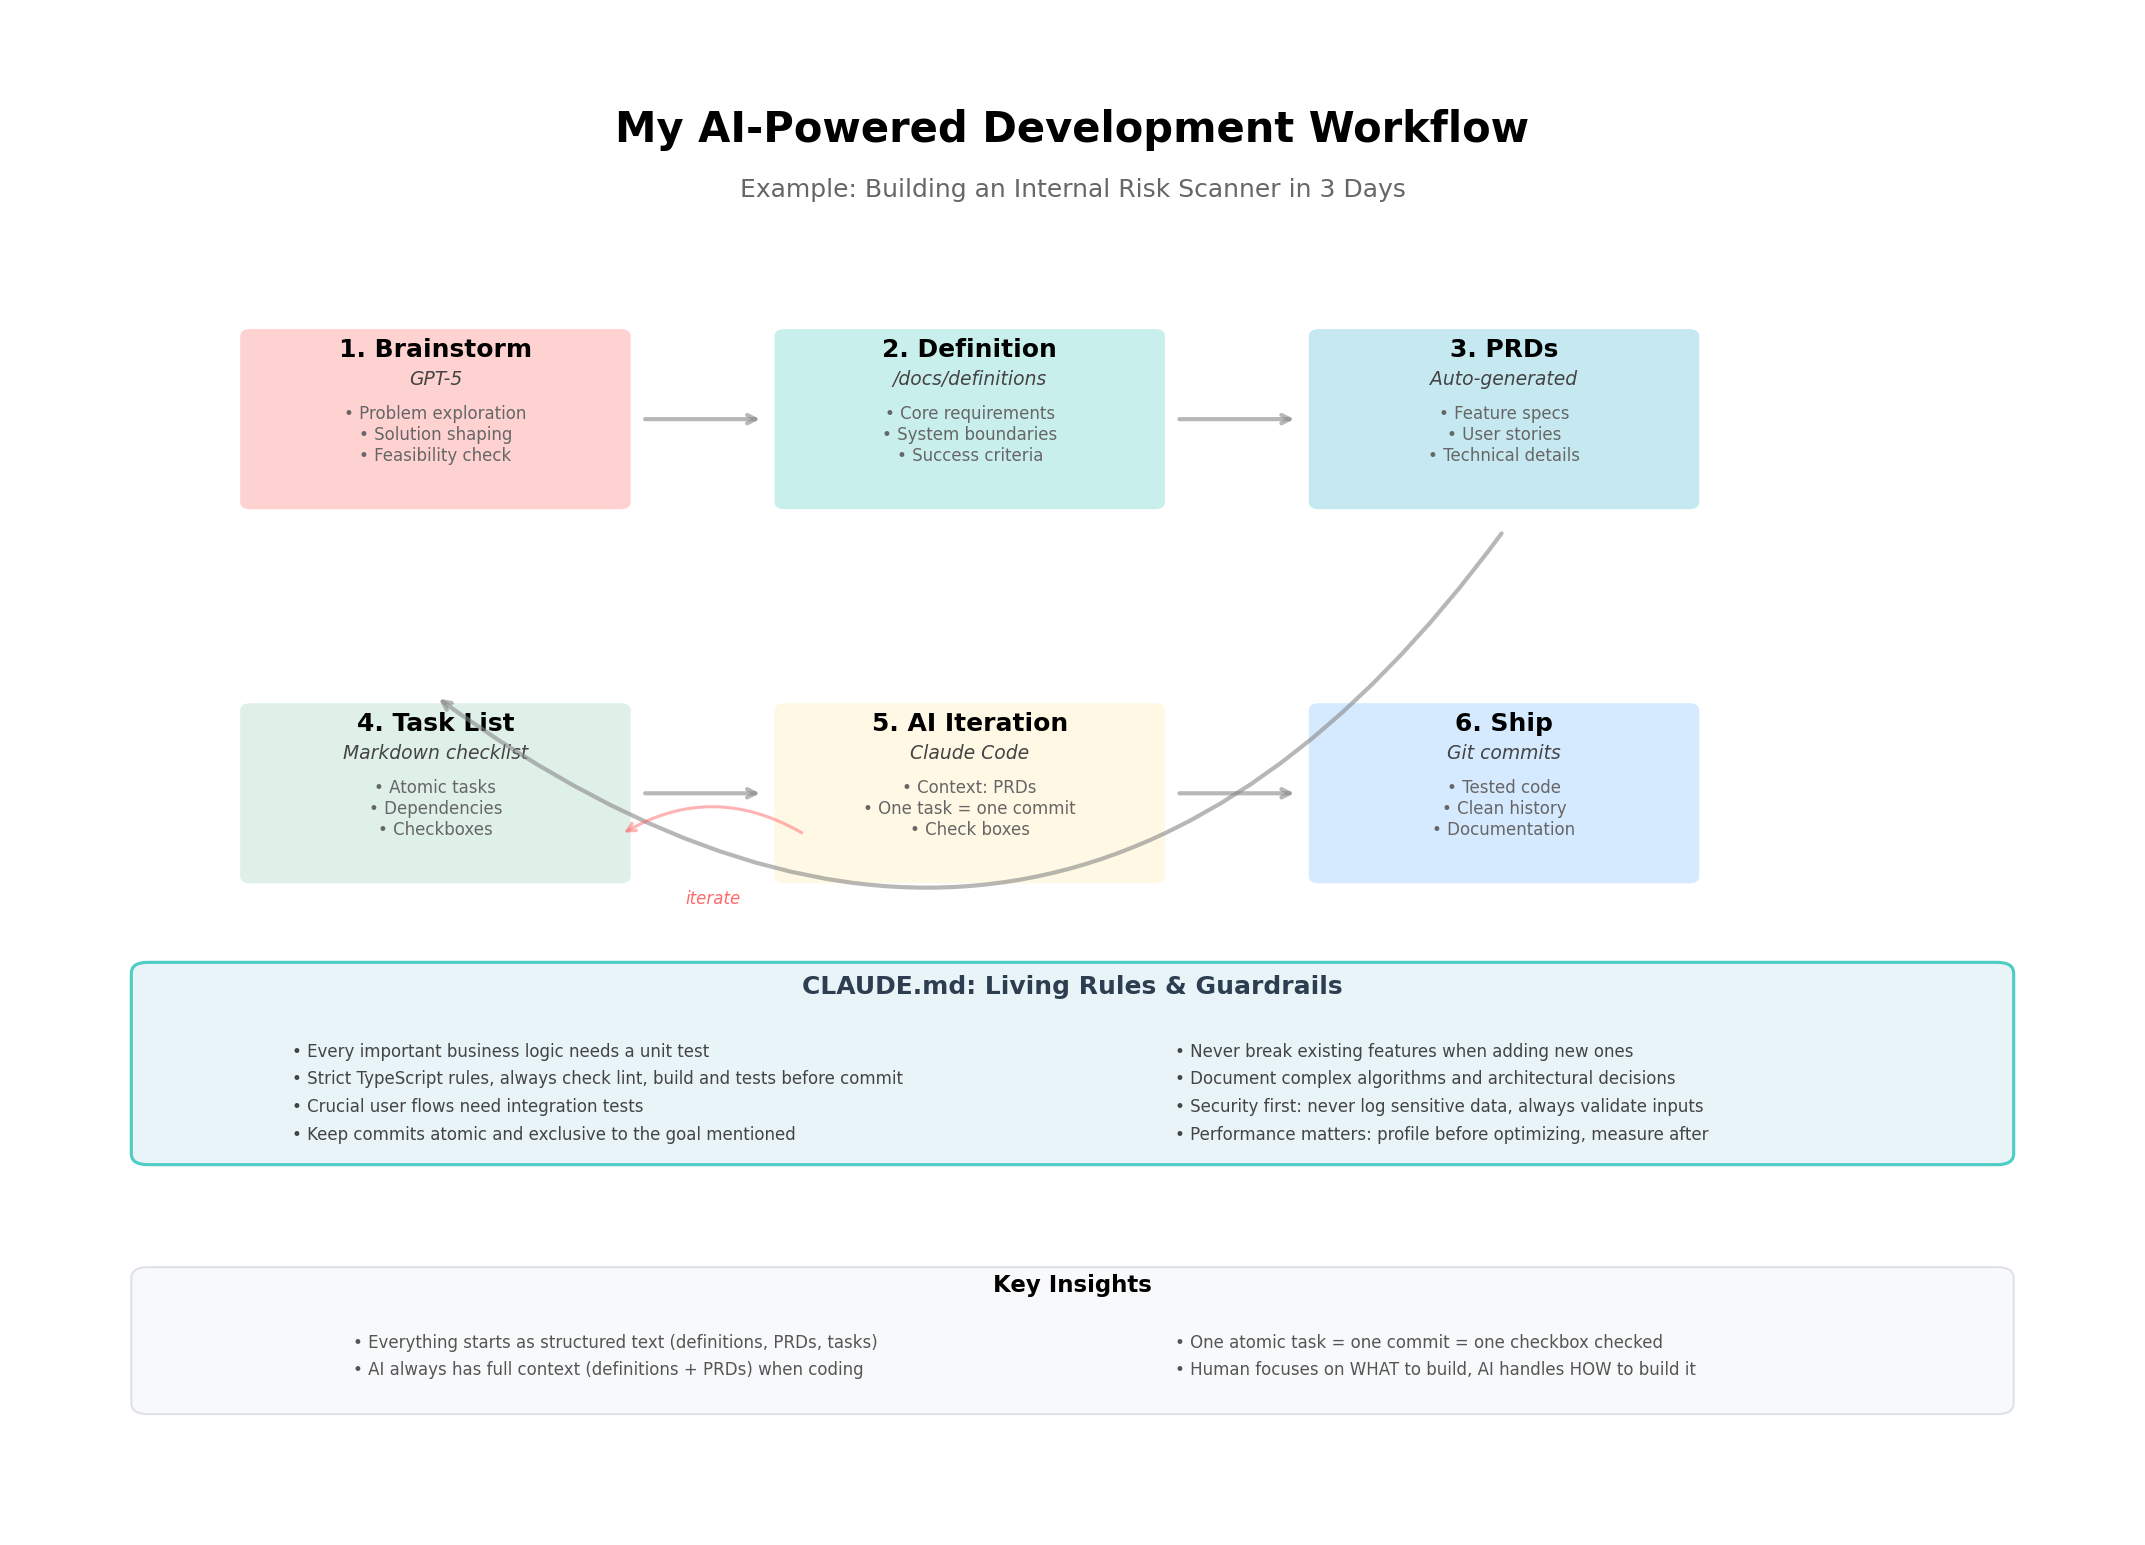 My AI-Powered Development Workflow
Example: Building an Internal Risk Scanner in 3 Days
1. Brainstorm
GPT-5
• Problem exploration
• Solution shaping
• Feasibility check
2. Definition
/docs/definitions
• Core requirements
• System boundaries
• Success criteria
3. PRDs
Auto-generated
• Feature specs
• User stories
• Technical details
4. Task List
Markdown checklist
• Atomic tasks
• Dependencies
• Checkboxes
5. AI Iteration
Claude Code
• Context: PRDs
• One task = one commit
• Check boxes
6. Ship
Git commits
• Tested code
• Clean history
• Documentation
iterate
CLAUDE.md: Living Rules & Guardrails
• Every important business logic needs a unit test
• Strict TypeScript rules, always check lint, build and tests before commit
• Crucial user flows need integration tests
• Keep commits atomic and exclusive to the goal mentioned
• Never break existing features when adding new ones
• Document complex algorithms and architectural decisions
• Security first: never log sensitive data, always validate inputs
• Performance matters: profile before optimizing, measure after
Key Insights
• Everything starts as structured text (definitions, PRDs, tasks)
• AI always has full context (definitions + PRDs) when coding
• One atomic task = one commit = one checkbox checked
• Human focuses on WHAT to build, AI handles HOW to build it